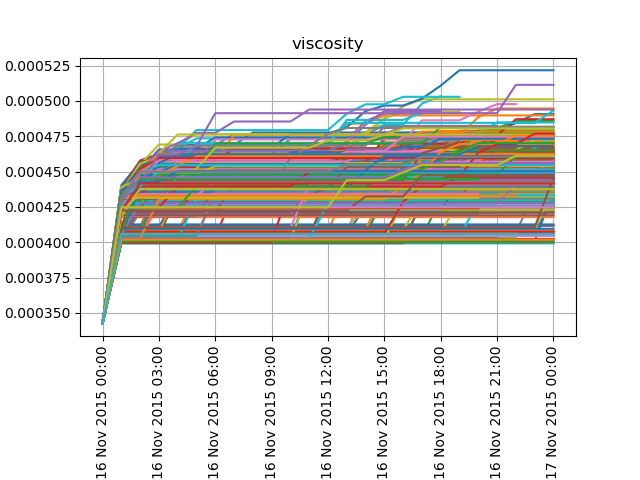 viscosity
0.000525
0.000500
0.000475
0.000450
0.000425
0.000400
0.000375
0.000350
16 Nov 2015 00:00
16 Nov 2015 03:00
16 Nov 2015 06:00
16 Nov 2015 09:00
16 Nov 2015 12:00
16 Nov 2015 15:00
16 Nov 2015 18:00
16 Nov 2015 21:00
17 Nov 2015 00:00